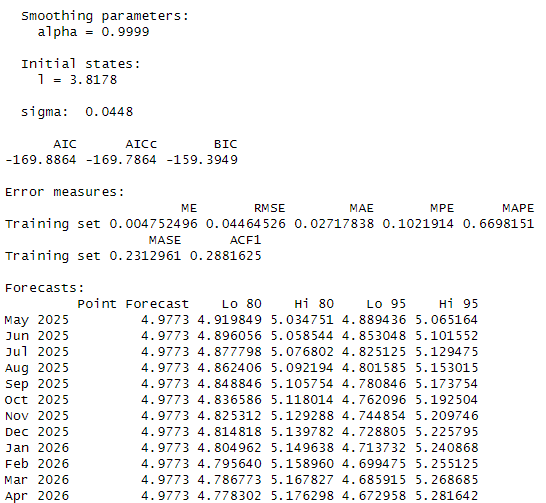 Smoothing parameters:
alpha = 0.9999
Initial states:
l = 3.8178
sigma: 0.0448
AIC AICc BIC
-169.8864 -169.7864 -159.3949
Error measures:
ME RMSE MAE MPE MAPE
Training set 0.004752496 0.04464526 0.02717838 0.1021914 0.6698151
MASE ACF1
Training set 0.2312961 0.2881625
Forecasts:
Point Forecast Lo 80 Hi 80 Lo 95 Hi 95
May 2025 4.9773 4.919849 5.034751 4.889436 5.065164
Jun 2025 4.9773 4.896056 5.058544 4.853048 5.101552
Jul 2025 4.9773 4.877798 5.076802 4.825125 5.129475
Aug 2025 4.9773 4.862406 5.092194 4.801585 5.153015
Sep 2025 4.9773 4.848846 5.105754 4.780846 5.173754
Oct 2025 4.9773 4.836586 5.118014 4.762096 5.192504
Nov 2025 4.9773 4.825312 5.129288 4.744854 5.209746
Dec 2025 4.9773 4.814818 5.139782 4.728805 5.225795
Jan 2026 4.9773 4.804962 5.149638 4.713732 5.240868
Feb 2026 4.9773 4.795640 5.158960 4.699475 5.255125
Mar 2026 4.9773 4.786773 5.167827 4.685915 5.268685
Apr 2026 4.9773 4.778302 5.176298 4.672958 5.281642